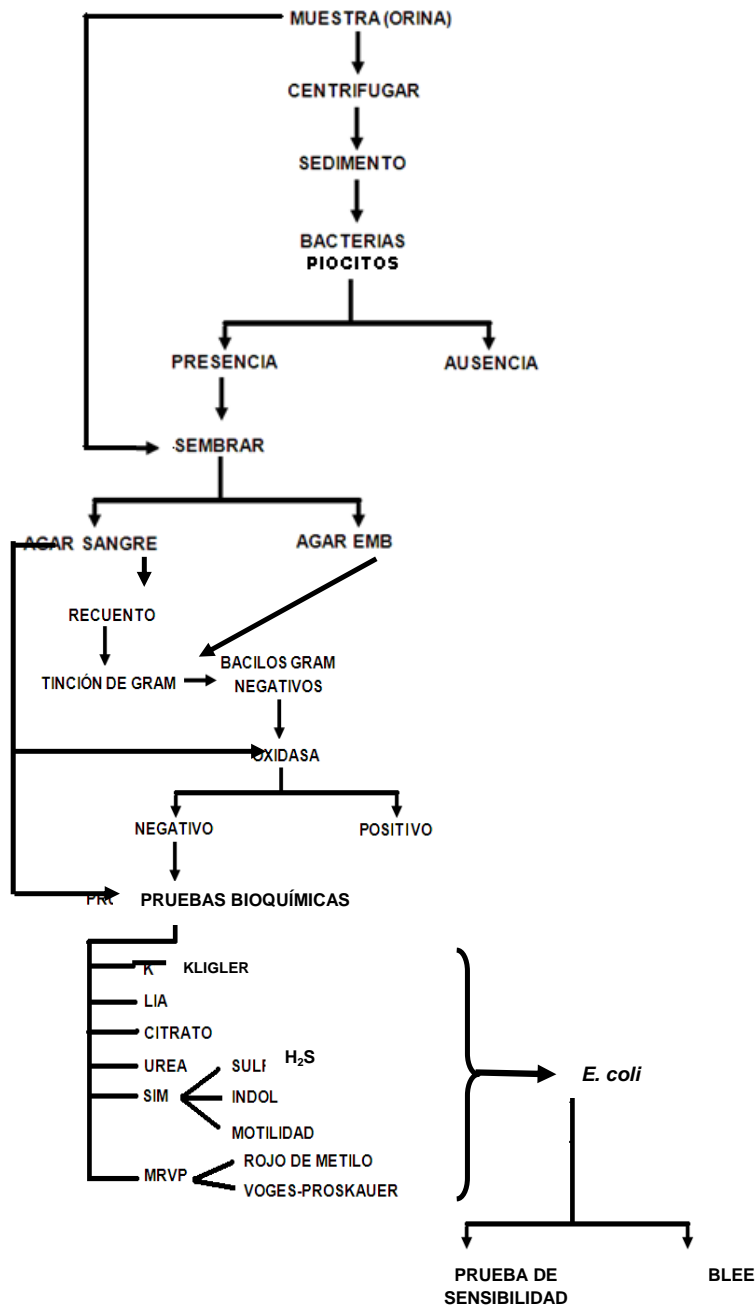 MUESTRA (ORINA)
CENTRIFUGAR
SEDIMENTO
BACTERIAS
PIOCITOS
PRESENCIA
AUSENCIA
SEMBRAR
AGAR SANGRE
AGAR EMB
RECUENTO
TINCIÓN DE GRAM
BACILOS GRAM
NEGATIVOS
OXIDASA
NEGATIVO
POSITIVO
PRUEBAS BIOQUÍMICAS
K KLIGLER
LIA
CITRATO
UREA
SULF H₂S
SIM
INDOL
MOTILIDAD
MRVP
ROJO DE METILO
VOGES-PROSKAUER
E. coli
PRUEBA DE
SENSIBILIDAD
BLEE